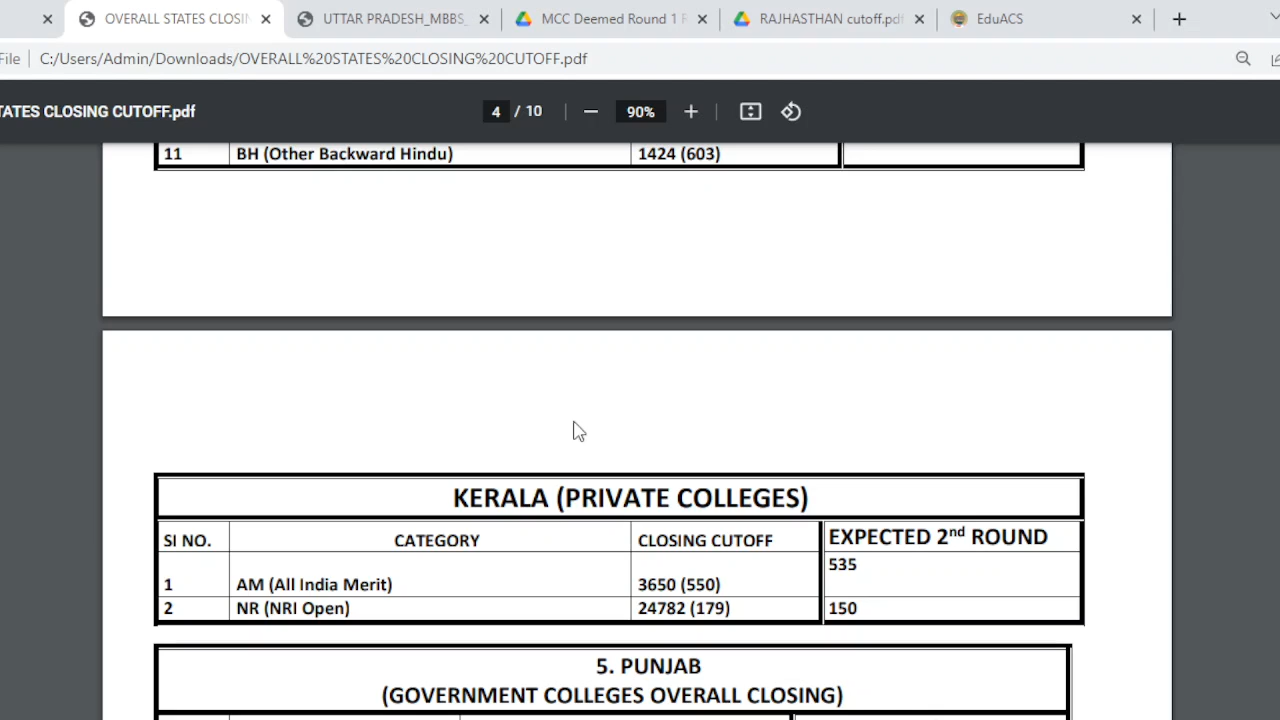 OVERALL STATES CLOSIN
UTTAR PRADESH_MBBS_
MCC Deemed Round 1 R
RAJHASTHAN cutoff.pdf
EduACS
File
C:/Users/Admin/Downloads/OVERALL%20STATES%20CLOSING%20CUTOFF.pdf
TATES CLOSING CUTOFF.pdf
4 / 10
90%
11 BH (Other Backward Hindu) 1424 (603)
KERALA (PRIVATE COLLEGES)
SI NO. CATEGORY CLOSING CUTOFF EXPECTED 2nd ROUND
1 AM (All India Merit) 3650 (550) 535
2 NR (NRI Open) 24782 (179) 150
5. PUNJAB
(GOVERNMENT COLLEGES OVERALL CLOSING)